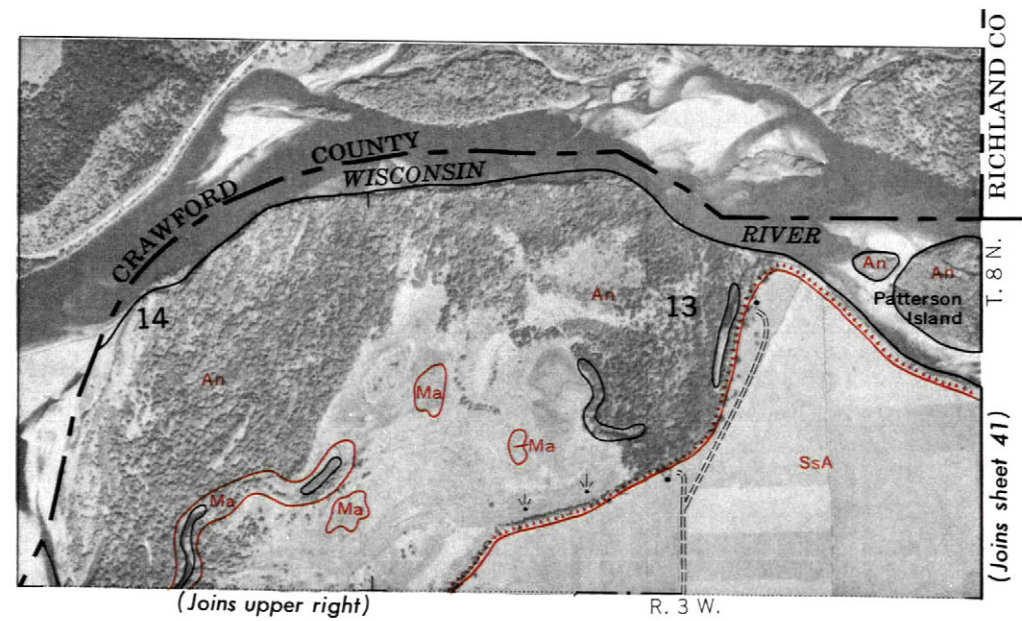 RICHLAND CO
COUNTY
WISCONSIN
CRAWFORD
RIVER
T. 8 N.
An
An
Patterson
Island
An
13
14
An
Ma
Ma
SsA
Ma
Ma
(Joins sheet 41)
(Joins upper right)
R. 3 W.